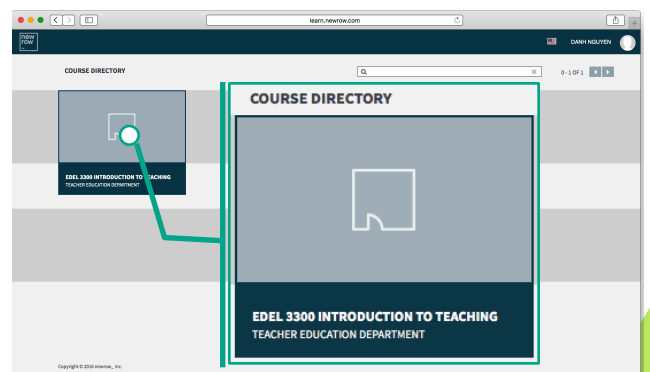 learn.newrow.com
new
row
_
DANH NGUYEN
COURSE DIRECTORY
0 - 1 OF 1
EDEL 3300 INTRODUCTION TO TEACHING
TEACHER EDUCATION DEPARTMENT
COURSE DIRECTORY
EDEL 3300 INTRODUCTION TO TEACHING
TEACHER EDUCATION DEPARTMENT
Copyright © 2016 newrow_ Inc.